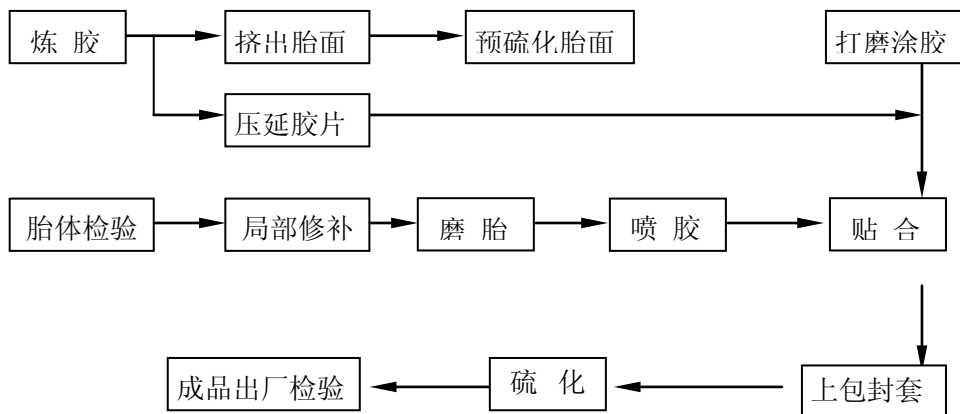 炼 胶
挤出胎面
预硫化胎面
打磨涂胶
压延胶片
胎体检验
局部修补
磨 胎
喷 胶
贴 合
成品出厂检验
硫 化
上包封套